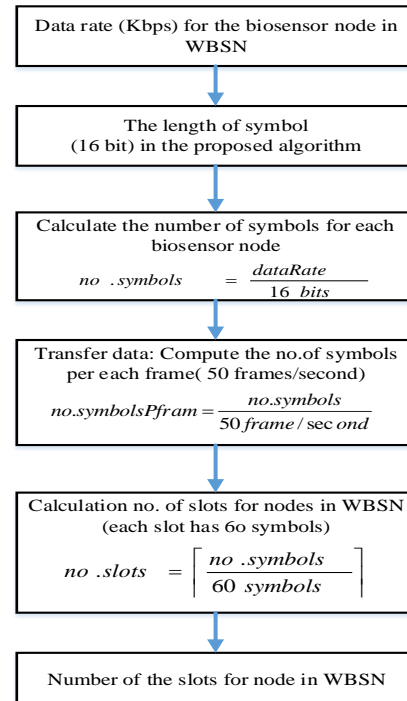 Data rate (Kbps) for the biosensor node in
WBSN
The length of symbol
(16 bit) in the proposed algorithm
Calculate the number of symbols for each
biosensor node
no .symbols = dataRate / 16 bits
Transfer data: Compute the no.of symbols
per each frame( 50 frames/second)
no.symbolsPfram = no.symbols / 50 frame / sec ond
Calculation no. of slots for nodes in WBSN
(each slot has 6o symbols)
no .slots = ⌈ no .symbols / 60 symbols ⌉
Number of the slots for node in WBSN